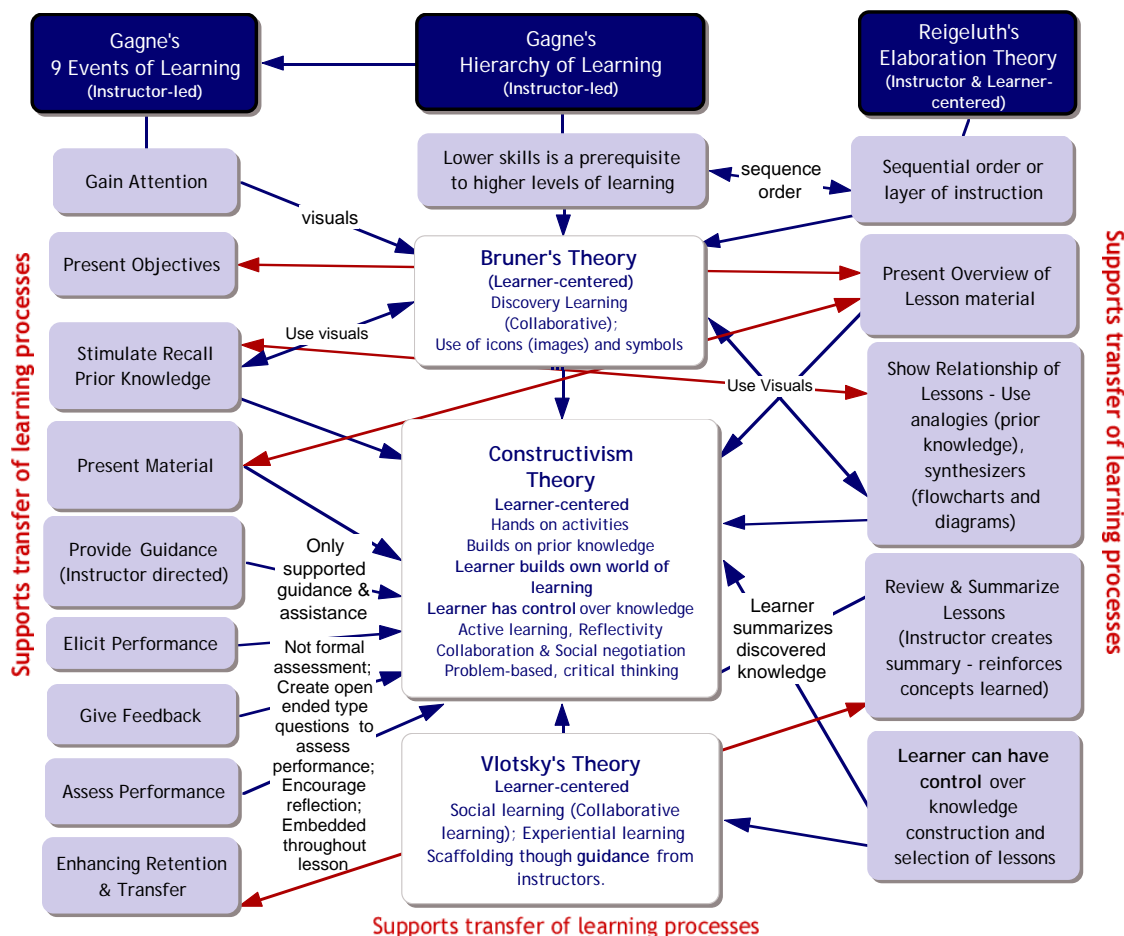 Gagne's
9 Events of Learning
(Instructor-led)
Gagne's
Hierarchy of Learning
(Instructor-led)
Reigeluth's
Elaboration Theory
(Instructor & Learner-
centered)
Gain Attention
Lower skills is a prerequisite
to higher levels of learning
sequence
order
Sequential order or
layer of instruction
visuals
Present Objectives
Bruner's Theory
(Learner-centered)
Discovery Learning
(Collaborative);
Use of icons (images) and symbols
Present Overview of
Lesson material
Use visuals
Stimulate Recall
Prior Knowledge
Use Visuals
Show Relationship of
Lessons - Use
analogies (prior
knowledge),
synthesizers
(flowcharts and
diagrams)
Present Material
Constructivism
Theory
Learner-centered
Hands on activities
Builds on prior knowledge
Learner builds own world of
learning
Learner has control over knowledge
Active learning, Reflectivity
Collaboration & Social negotiation
Problem-based, critical thinking
Provide Guidance
(Instructor directed)
Only
supported
guidance &
assistance
Learner
summarizes
discovered
knowledge
Review & Summarize
Lessons
(Instructor creates
summary - reinforces
concepts learned)
Elicit Performance
Not formal
assessment;
Create open
ended type
questions to
assess
performance;
Encourage
reflection;
Embedded
throughout
lesson
Give Feedback
Assess Performance
Vlotsky's Theory
Learner-centered
Social learning (Collaborative
learning); Experiential learning
Scaffolding though guidance from
instructors.
Learner can have
control over
knowledge
construction and
selection of lessons
Enhancing Retention
& Transfer
Supports transfer of learning processes
Supports transfer of learning processes
Supports transfer of learning processes